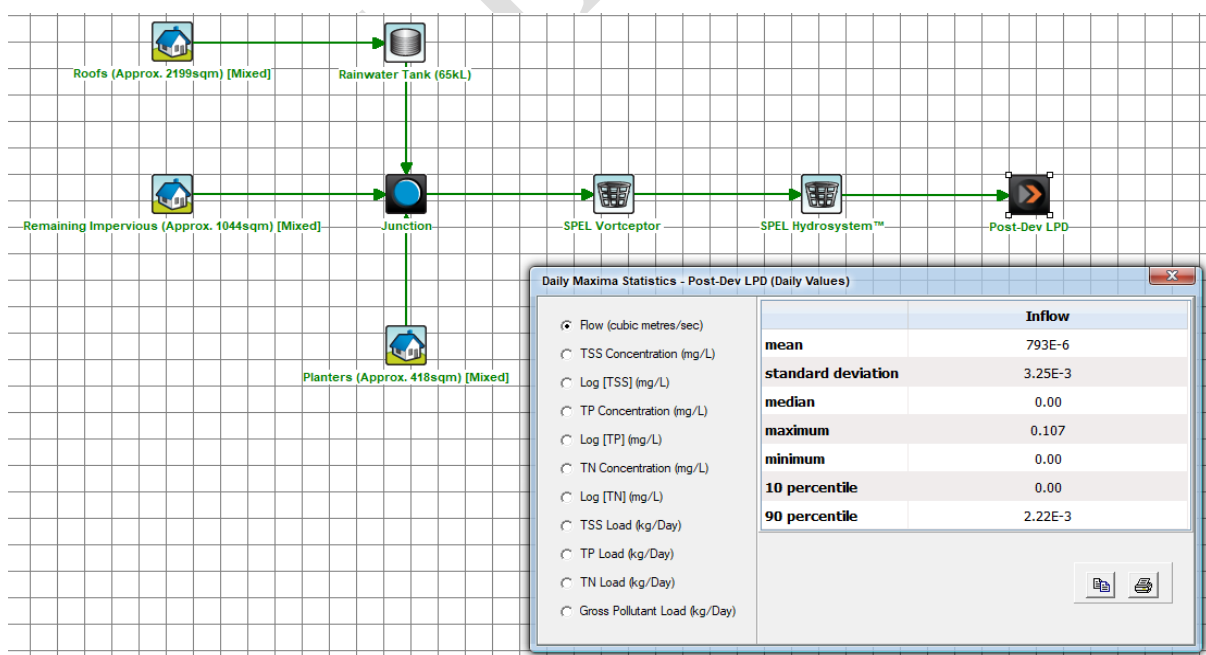 Roofs (Approx. 2199sqm) [Mixed]
Rainwater Tank (65kL)
Remaining Impervious (Approx. 1044sqm) [Mixed]
Junction
SPEL Vortceptor
SPEL Hydrosystem™
Post-Dev LPD
Planters (Approx. 418sqm) [Mixed]
Daily Maxima Statistics - Post-Dev LPD (Daily Values)
Flow (cubic metres/sec)
TSS Concentration (mg/L)
Log [TSS] (mg/L)
TP Concentration (mg/L)
Log [TP] (mg/L)
TN Concentration (mg/L)
Log [TN] (mg/L)
TSS Load (kg/Day)
TP Load (kg/Day)
TN Load (kg/Day)
Gross Pollutant Load (kg/Day)
Inflow
mean 793E-6
standard deviation 3.25E-3
median 0.00
maximum 0.107
minimum 0.00
10 percentile 0.00
90 percentile 2.22E-3